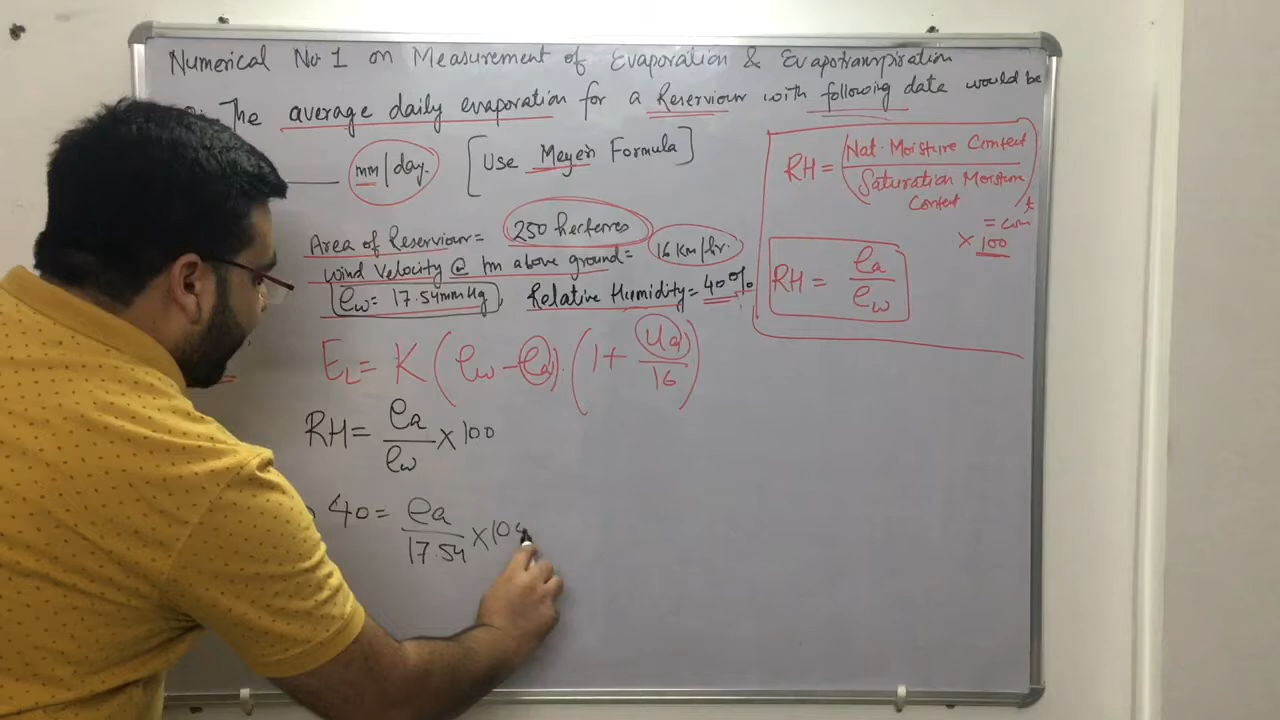 Numerical No 1 on Measurement of Evaporation & Evapotranspiration
The average daily evaporation for a Reserviour with following data would be
mm/day. [Use Meyer Formula]
Area of Reserviour= 250 hectares
wind Velocity @ 1m above ground= 16 Km/hr.
ew= 17.54mmHg, Relative Humidity= 40%
EL= K (ew-ea).(1+ ua/16)
RH= ea/ew ×100
40= ea/17.54 ×100
RH= (Nat. Moisture Content/Saturation Moisture Content)
× 100
RH= ea/ew